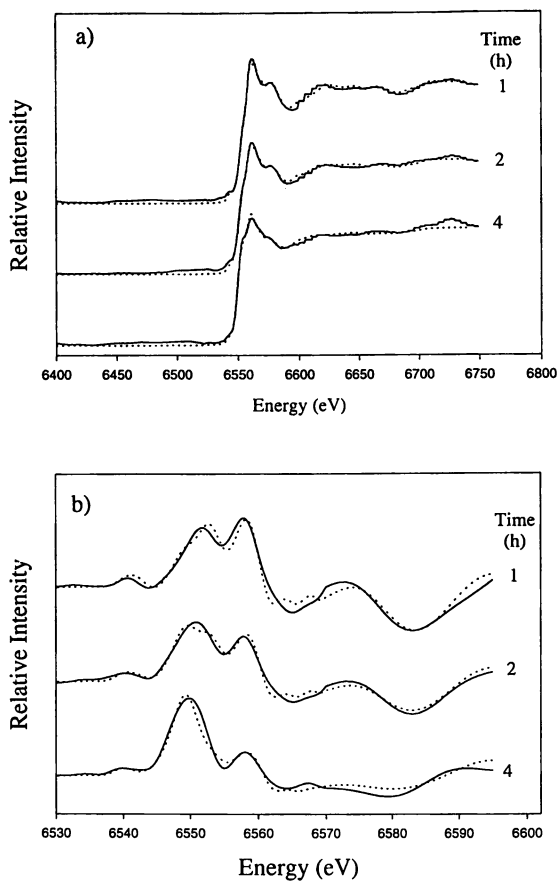 a)
Time
(h)
1
2
4
Relative Intensity
6400 6450 6500 6550 6600 6650 6700 6750 6800
Energy (eV)
b)
Time
(h)
1
2
4
Relative Intensity
6530 6540 6550 6560 6570 6580 6590 6600
Energy (eV)